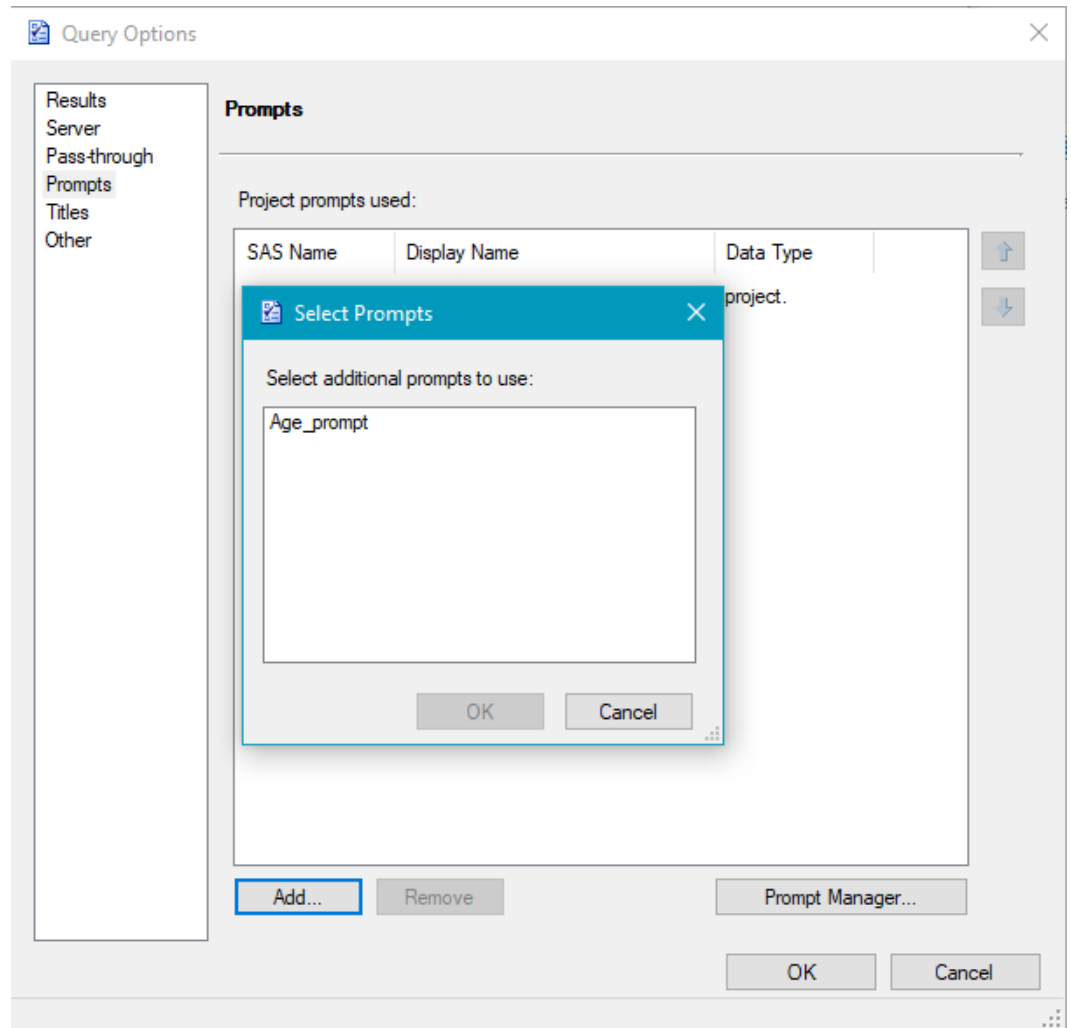 Query Options
Results
Server
Pass-through
Prompts
Titles
Other
Prompts
Project prompts used:
SAS Name Display Name Data Type
project.
Select Prompts
Select additional prompts to use:
Age_prompt
OK Cancel
Add... Remove Prompt Manager...
OK Cancel